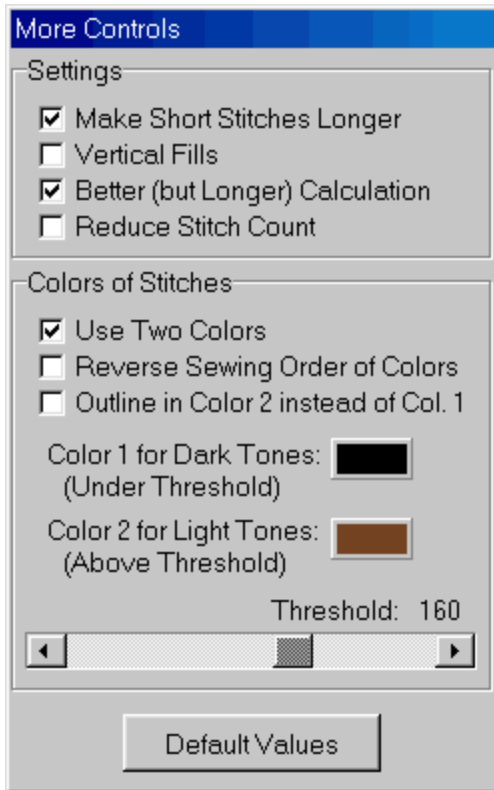 More Controls
Settings
Make Short Stitches Longer
Vertical Fills
Better (but Longer) Calculation
Reduce Stitch Count
Colors of Stitches
Use Two Colors
Reverse Sewing Order of Colors
Outline in Color 2 instead of Col. 1
Color 1 for Dark Tones:
(Under Threshold)
Color 2 for Light Tones:
(Above Threshold)
Threshold: 160
Default Values